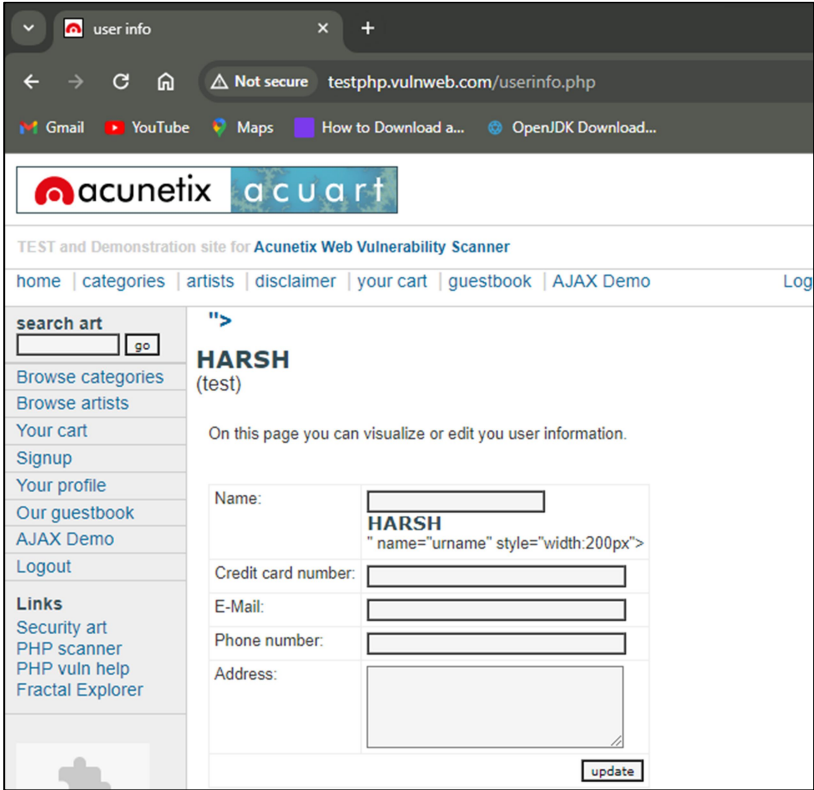 user info
Not secure testphp.vulnweb.com/userinfo.php
Gmail YouTube Maps How to Download a... OpenJDK Download...
acunetix acuart
TEST and Demonstration site for Acunetix Web Vulnerability Scanner
home | categories | artists | disclaimer | your cart | guestbook | AJAX Demo Log
search art
go
Browse categories
Browse artists
Your cart
Signup
Your profile
Our guestbook
AJAX Demo
Logout
Links
Security art
PHP scanner
PHP vuln help
Fractal Explorer
">
HARSH
(test)
On this page you can visualize or edit you user information.
Name:
HARSH
" name="urname" style="width:200px">
Credit card number:
E-Mail:
Phone number:
Address:
update